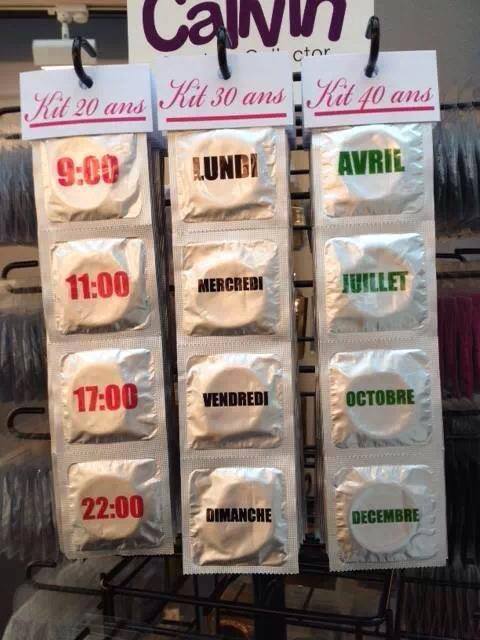 Calvin
Kit 20 ans
9:00
11:00
17:00
22:00
Kit 30 ans
LUNDI
MERCREDI
VENDREDI
DIMANCHE
Kit 40 ans
AVRIL
JUILLET
OCTOBRE
DECEMBRE